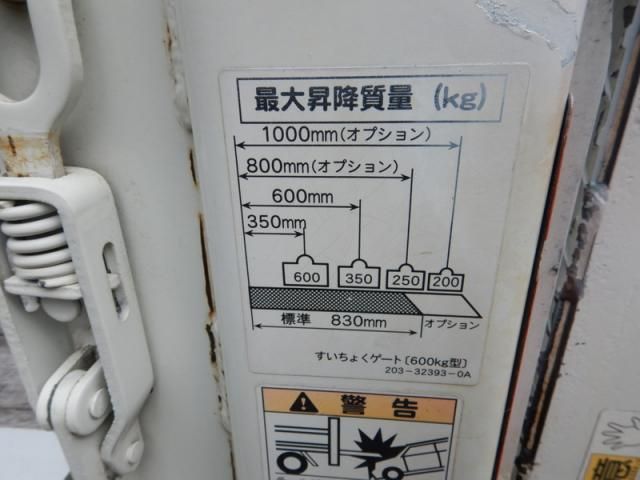 最大昇降質量 (kg)
1000mm(オプション)
800mm(オプション)
600mm
350mm
600 350 250 200
標準 830mm オプション
すいちょくゲート〔600kg型〕
203-32393-0A
警告
意